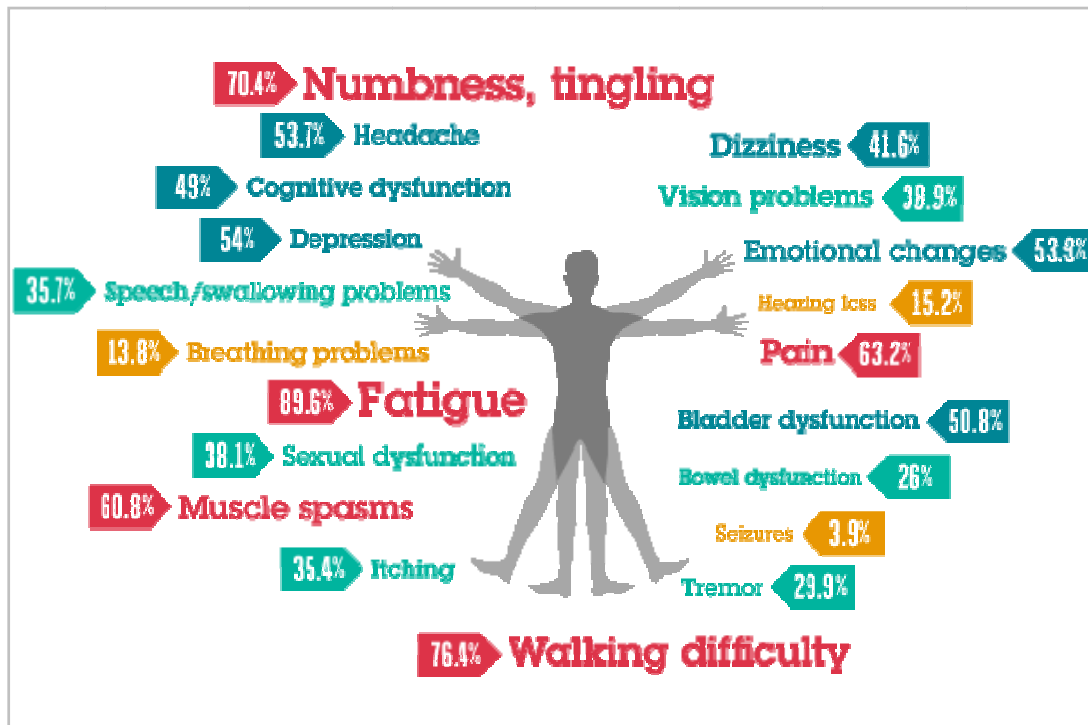 70.4% Numbness, tingling
53.7% Headache
49% Cognitive dysfunction
54% Depression
35.7% Speech/swallowing problems
13.8% Breathing problems
89.6% Fatigue
38.1% Sexual dysfunction
60.8% Muscle spasms
35.4% Itching
Dizziness 41.6%
Vision problems 38.9%
Emotional changes 53.9%
Hearing loss 15.2%
Pain 63.2%
Bladder dysfunction 50.8%
Bowel dysfunction 26%
Seizures 3.9%
Tremor 29.9%
76.4% Walking difficulty